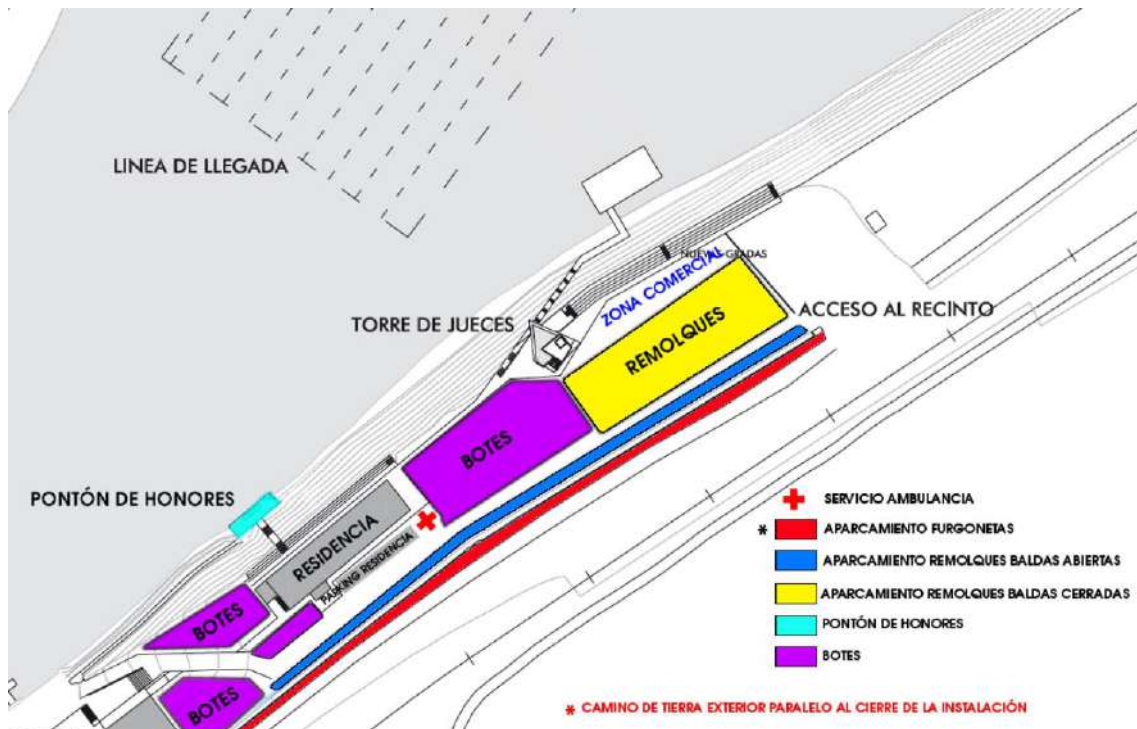 LINEA DE LLEGADA
ZONA COMERCIAL
TORRE DE JUECES
ACCESO AL RECINTO
REMOLQUES
BOTES
PONTÓN DE HONORES
RESIDENCIA
PARKING RESIDENCIA
BOTES
BOTES
SERVICIO AMBULANCIA
* APARCAMIENTO FURGONETAS
APARCAMIENTO REMOLQUES BALDAS ABIERTAS
APARCAMIENTO REMOLQUES BALDAS CERRADAS
PONTÓN DE HONORES
BOTES
* CAMINO DE TIERRA EXTERIOR PARALELO AL CIERRE DE LA INSTALACIÓN